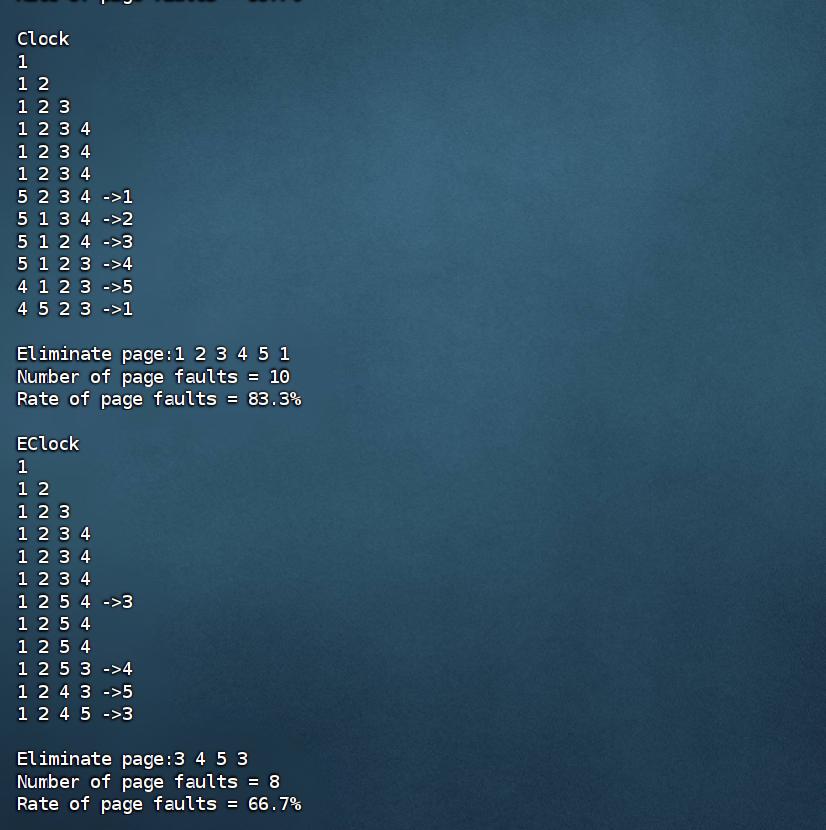 Clock
1
1 2
1 2 3
1 2 3 4
1 2 3 4
1 2 3 4
5 2 3 4 ->1
5 1 3 4 ->2
5 1 2 4 ->3
5 1 2 3 ->4
4 1 2 3 ->5
4 5 2 3 ->1
Eliminate page:1 2 3 4 5 1
Number of page faults = 10
Rate of page faults = 83.3%
EClock
1
1 2
1 2 3
1 2 3 4
1 2 3 4
1 2 3 4
1 2 5 4 ->3
1 2 5 4
1 2 5 4
1 2 5 3 ->4
1 2 4 3 ->5
1 2 4 5 ->3
Eliminate page:3 4 5 3
Number of page faults = 8
Rate of page faults = 66.7%